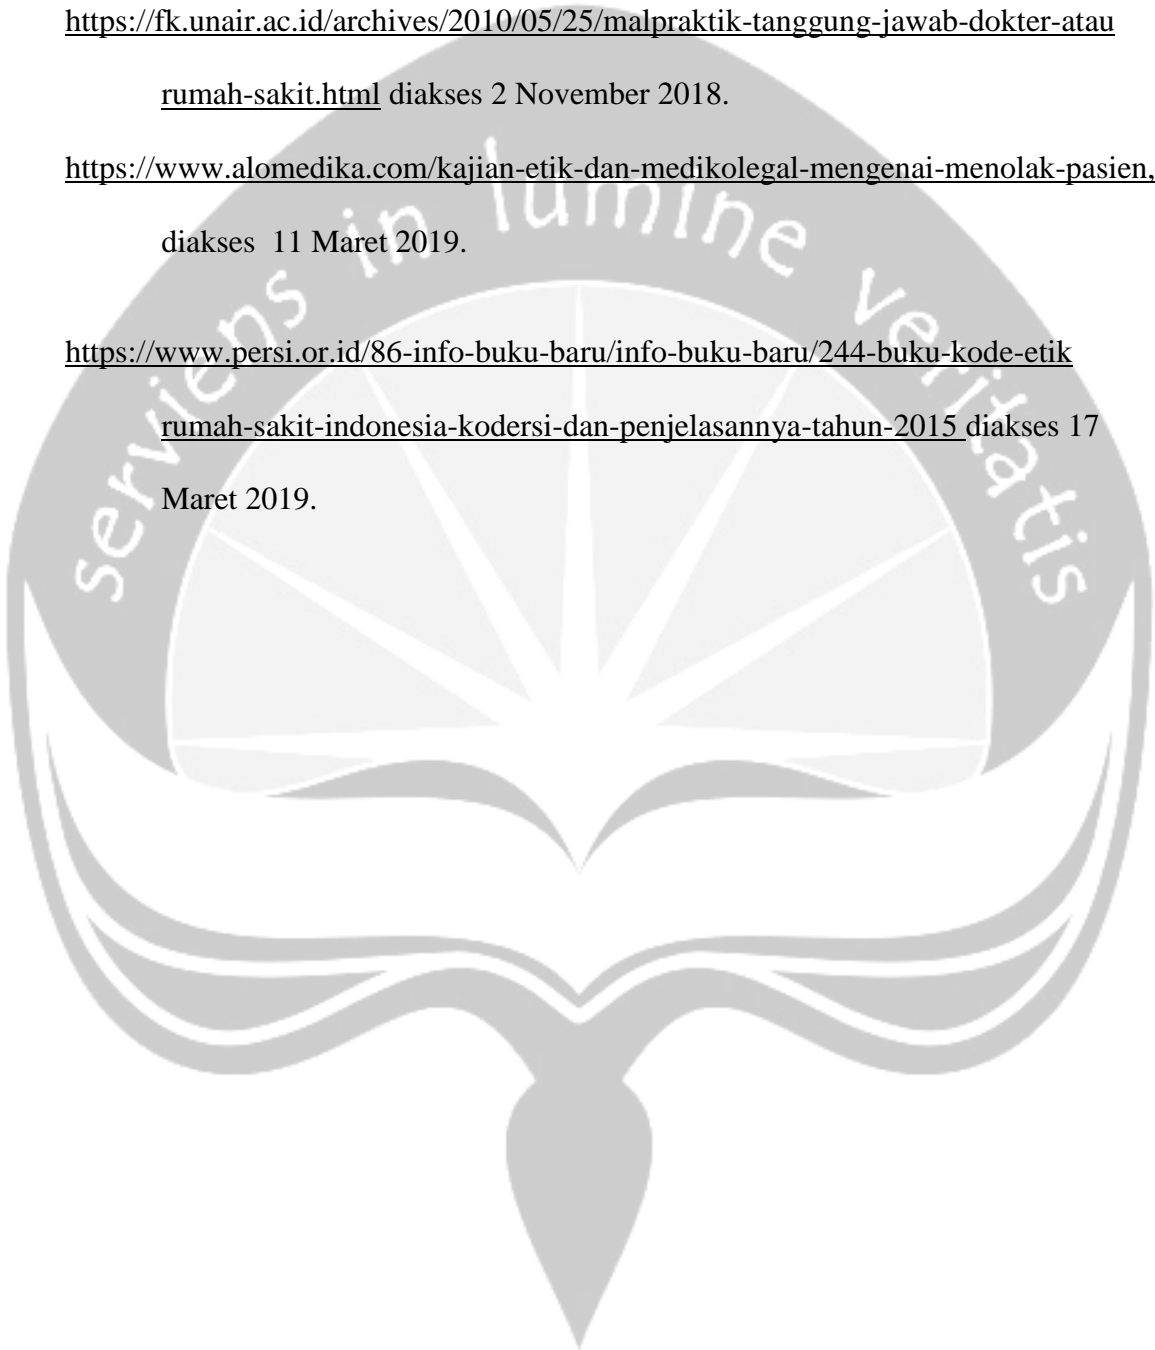 https://fk.unair.ac.id/archives/2010/05/25/malpraktik-tanggung-jawab-dokter-atau
rumah-sakit.html diakses 2 November 2018.
https://www.alomedika.com/kajian-etik-dan-medikolegal-mengenai-menolak-pasien,
diakses  11 Maret 2019.
https://www.persi.or.id/86-info-buku-baru/info-buku-baru/244-buku-kode-etik
rumah-sakit-indonesia-kodersi-dan-penjelasannya-tahun-2015 diakses 17
Maret 2019.
serviens in lumine veritatis